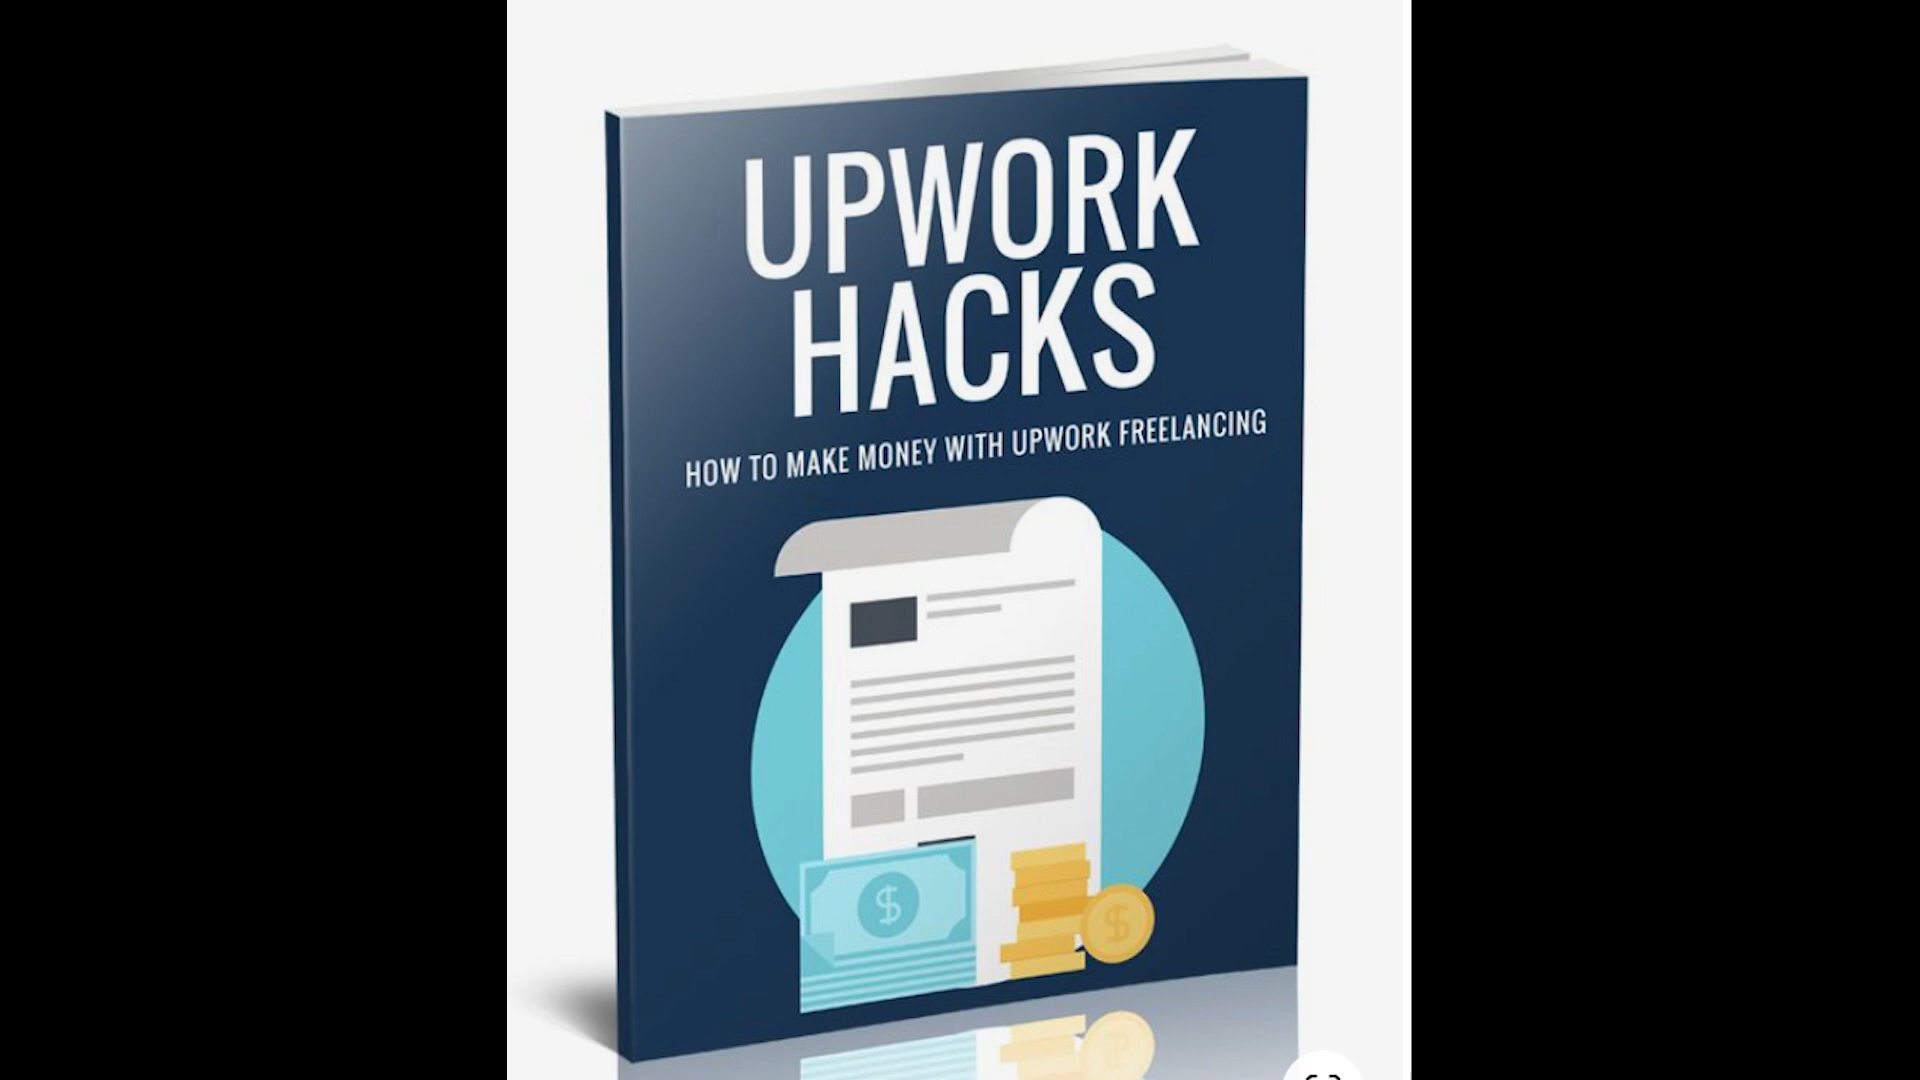 UPWORK
HACKS
HOW TO MAKE MONEY WITH UPWORK FREELANCING
$
$